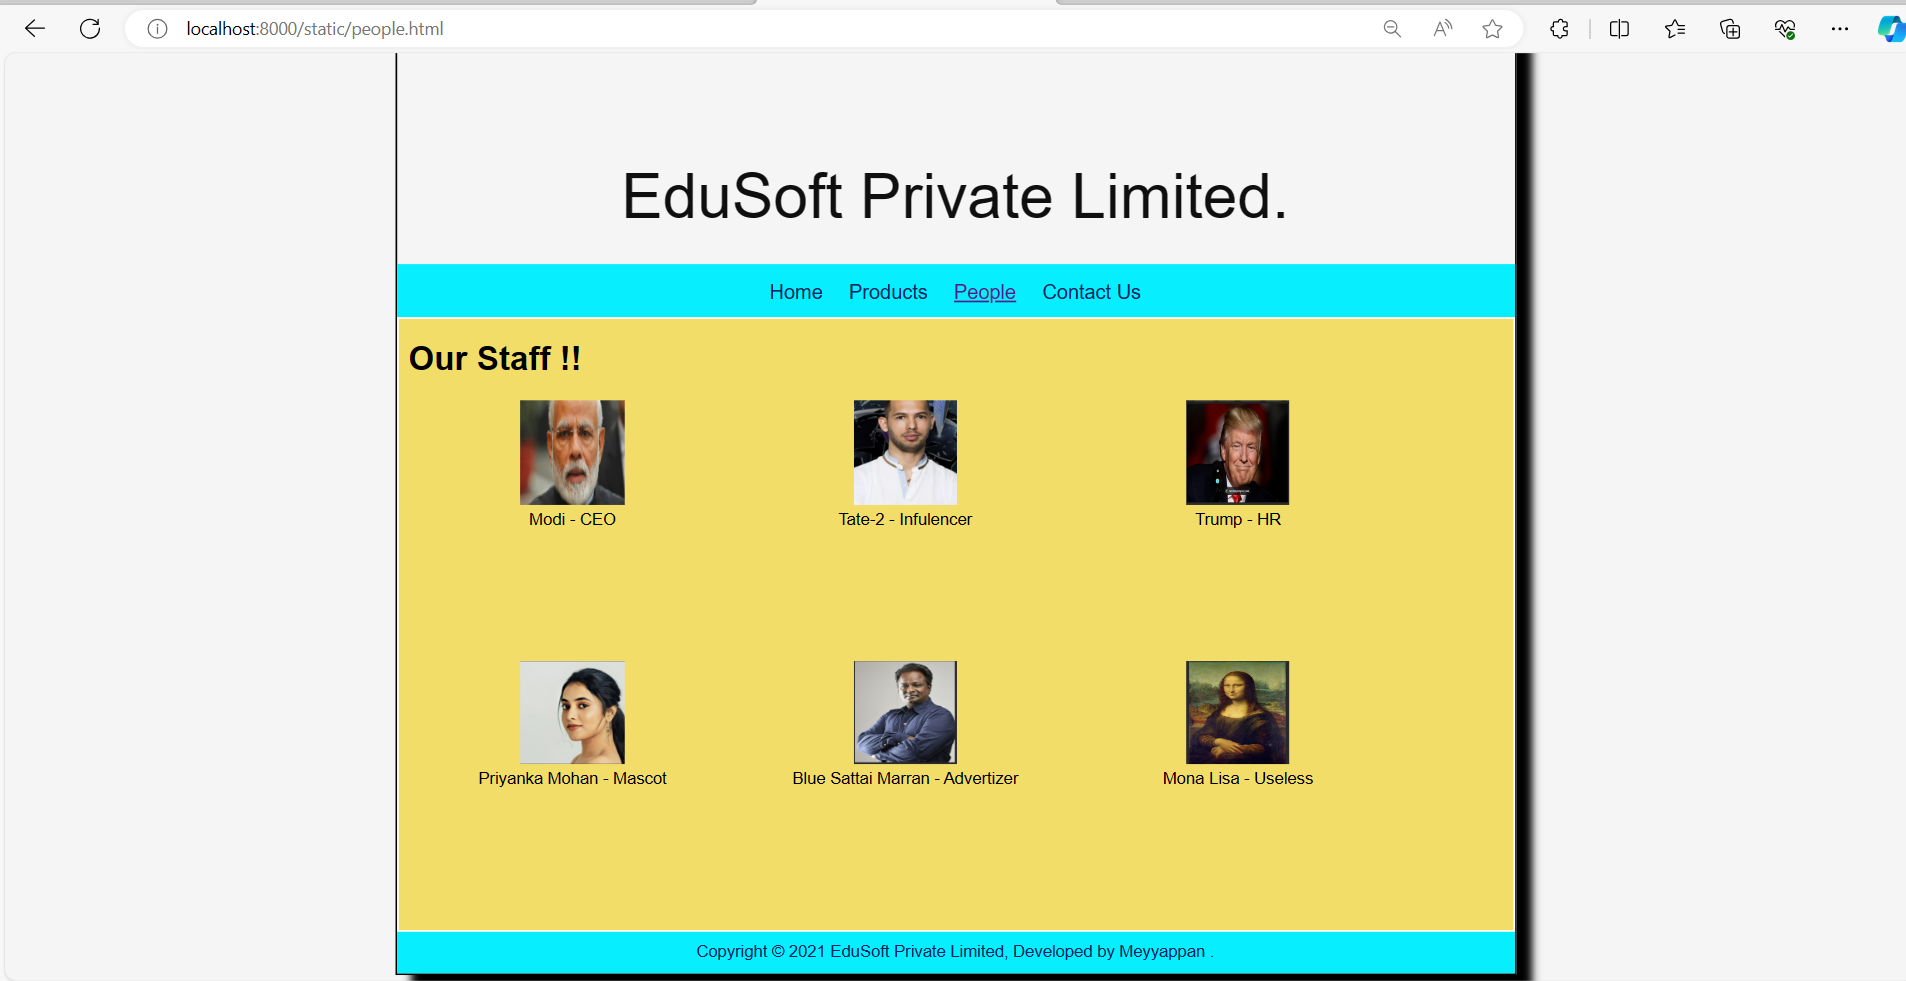 localhost:8000/static/people.html
EduSoft Private Limited.
Home Products People Contact Us
Our Staff !!
Modi - CEO
Tate-2 - Infulencer
Trump - HR
Priyanka Mohan - Mascot
Blue Sattai Marran - Advertizer
Mona Lisa - Useless
Copyright © 2021 EduSoft Private Limited, Developed by Meyyappan .